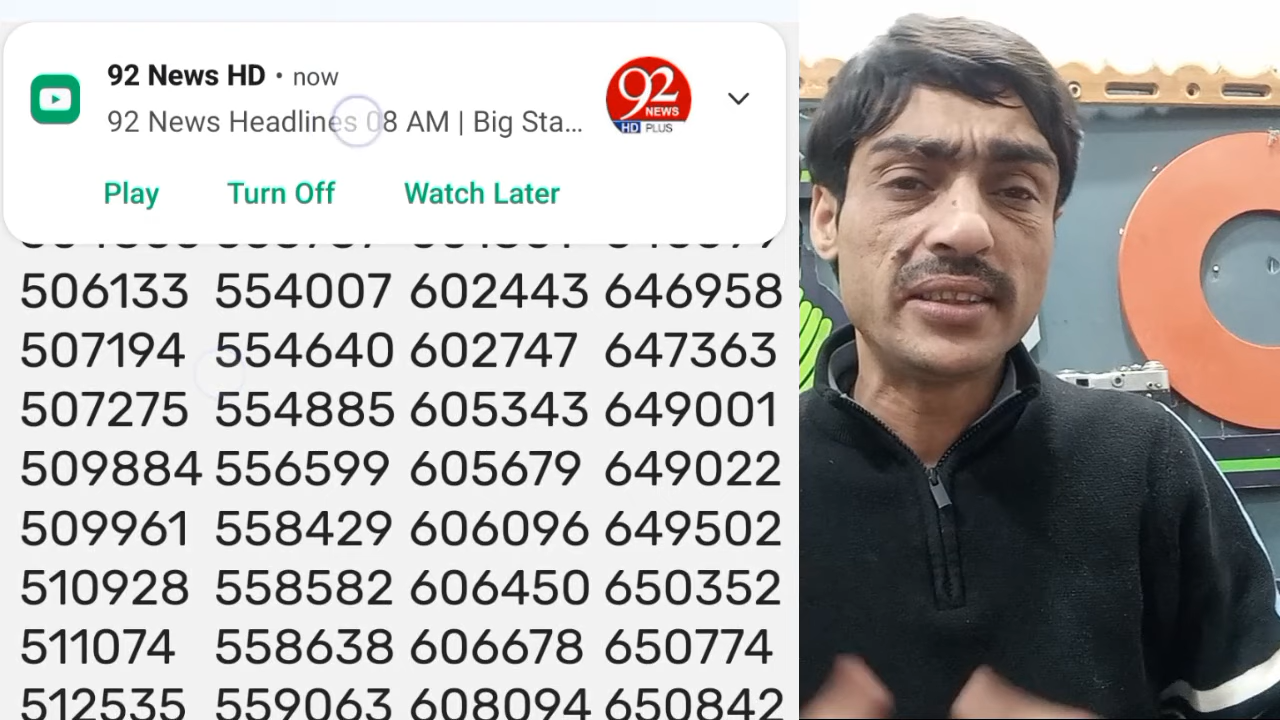 92 News HD • now
92 News Headlines 08 AM | Big Sta...
92
NEWS
HD PLUS
Play Turn Off Watch Later
506133 554007 602443 646958
507194 554640 602747 647363
507275 554885 605343 649001
509884 556599 605679 649022
509961 558429 606096 649502
510928 558582 606450 650352
511074 558638 606678 650774
512535 559063 608094 650842